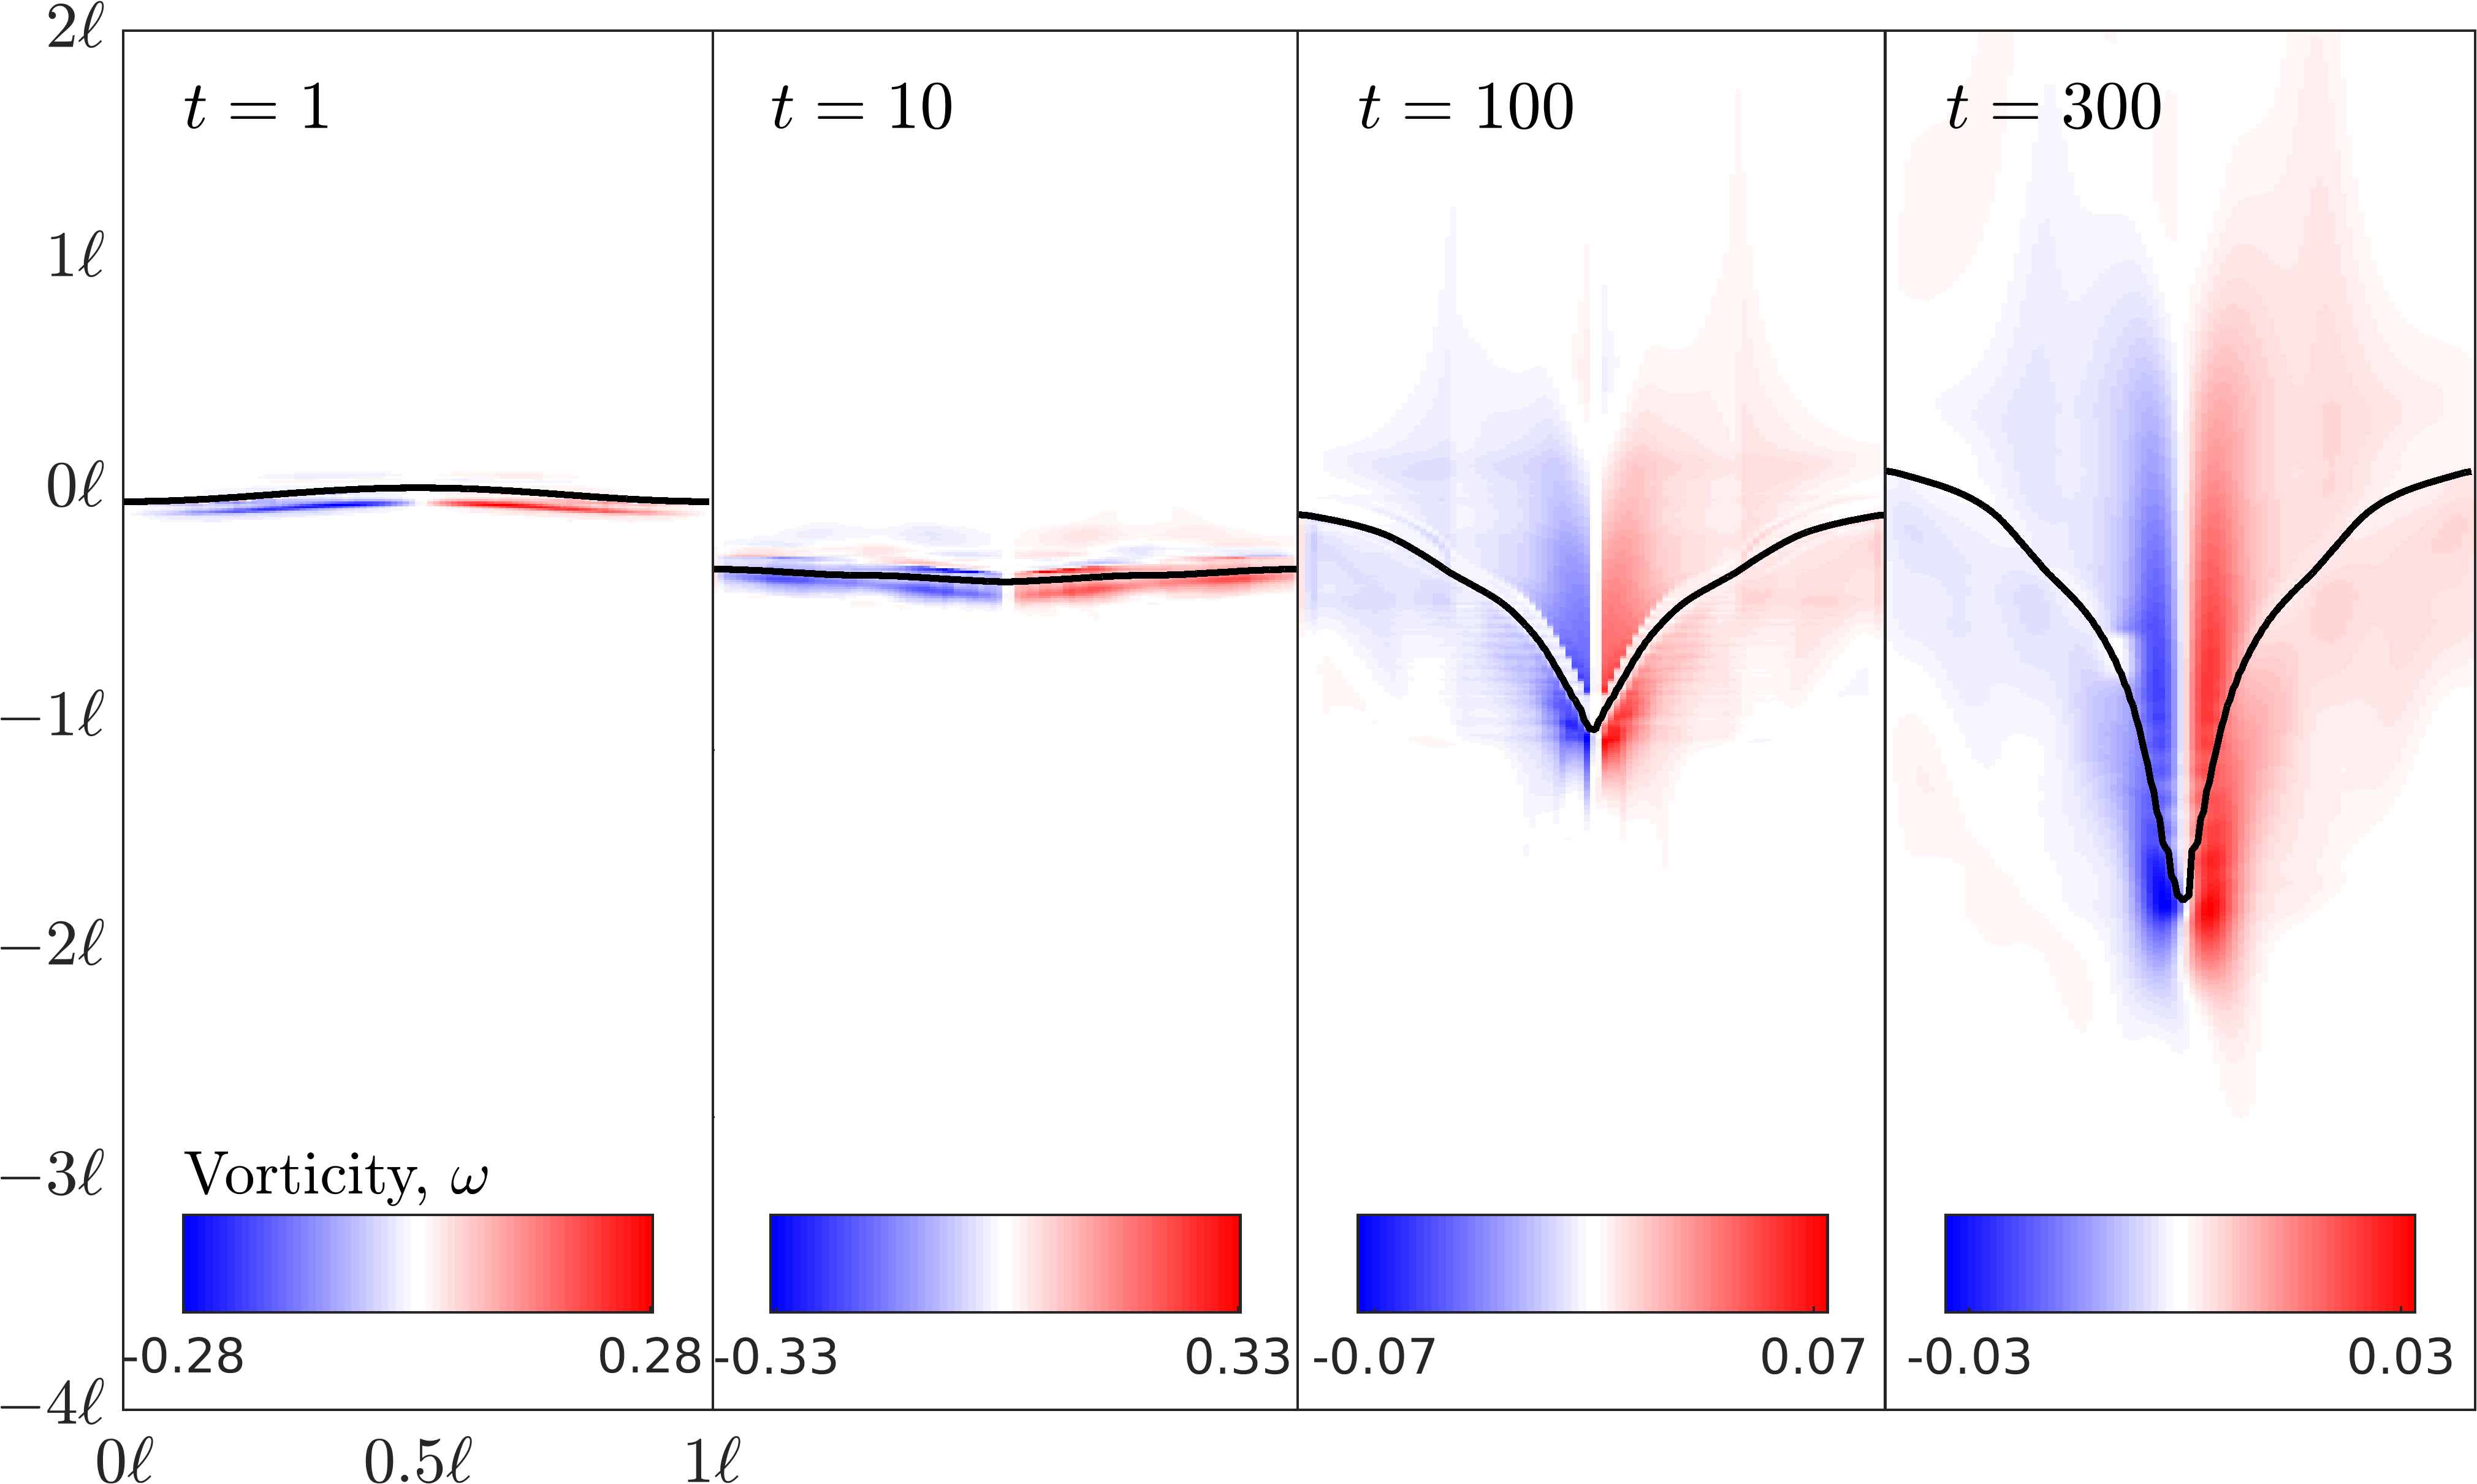 2ℓ
1ℓ
0ℓ
−1ℓ
−2ℓ
−3ℓ
−4ℓ
t = 1
t = 10
t = 100
t = 300
Vorticity, ω
-0.28 0.28
-0.33 0.33
-0.07 0.07
-0.03 0.03
0ℓ 0.5ℓ 1ℓ